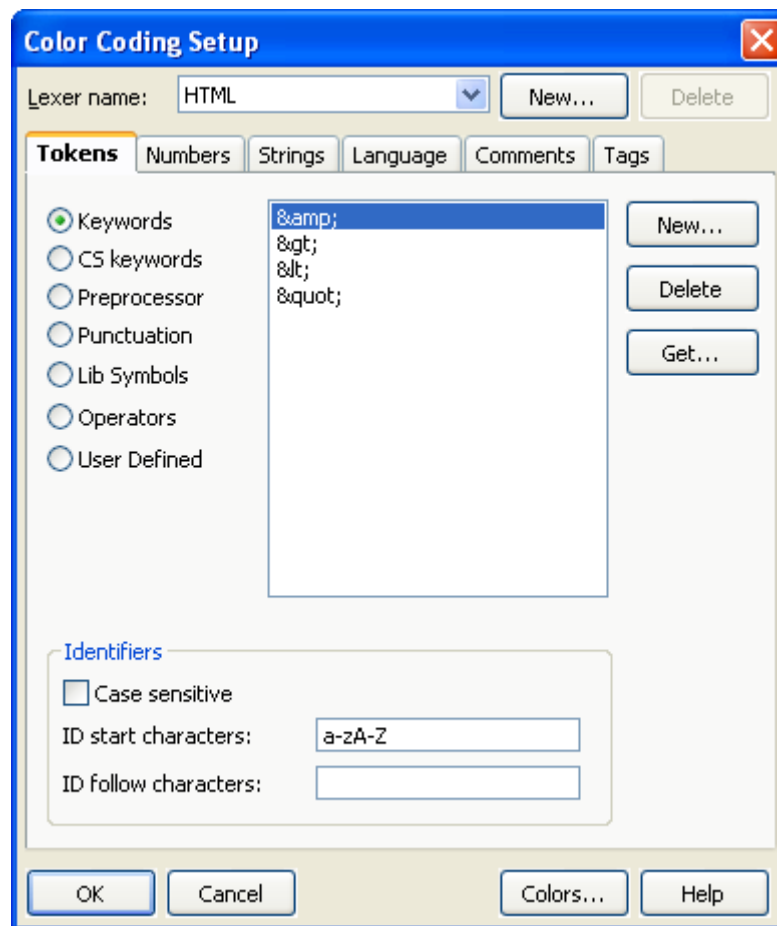 Color Coding Setup
Lexer name: HTML New... Delete
Tokens Numbers Strings Language Comments Tags
Keywords
CS keywords
Preprocessor
Punctuation
Lib Symbols
Operators
User Defined
&amp;
&gt;
&lt;
&quot;
New...
Delete
Get...
Identifiers
Case sensitive
ID start characters: a-zA-Z
ID follow characters:
OK Cancel Colors... Help